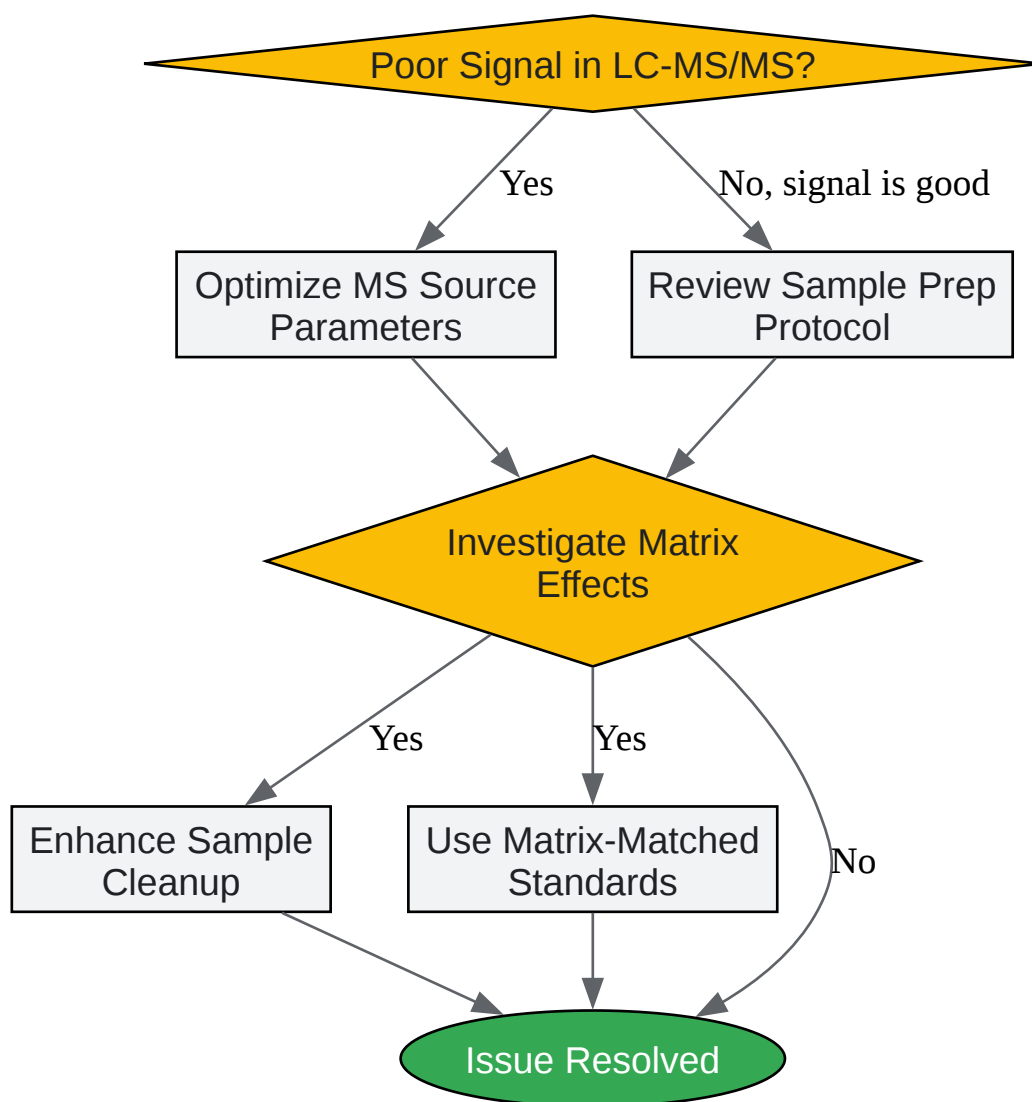 Poor Signal in LC-MS/MS?
Yes
No, signal is good
Optimize MS Source
Parameters
Review Sample Prep
Protocol
Investigate Matrix
Effects
Yes
Yes
No
Enhance Sample
Cleanup
Use Matrix-Matched
Standards
Issue Resolved